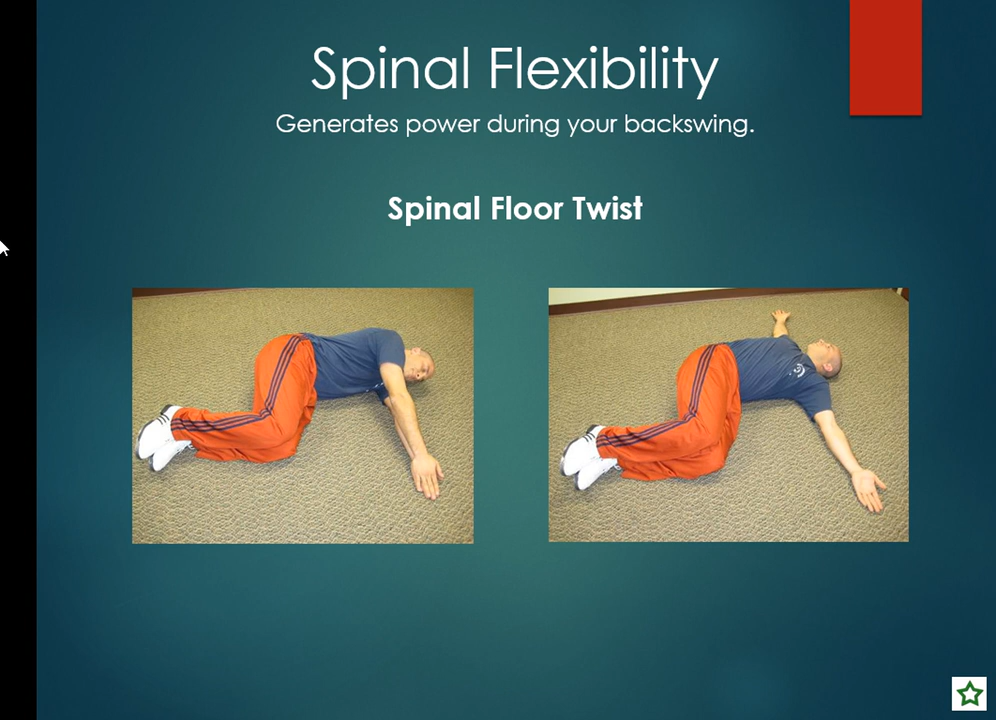 Spinal Flexibility
Generates power during your backswing.
Spinal Floor Twist